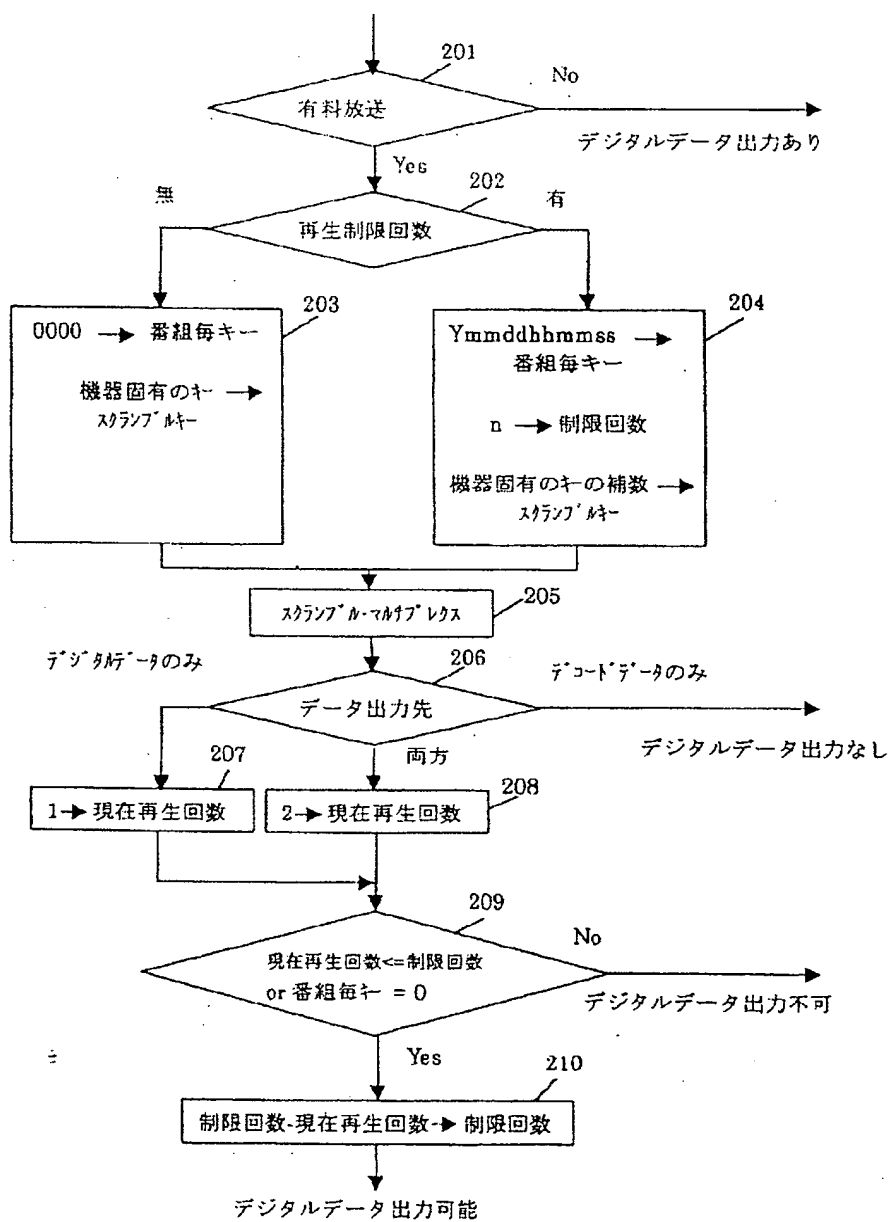 201
No
有料放送
デジタルデータ出力あり
Yes
202
無
有
再生制限回数
203
0000 → 番組毎キー
機器固有のキー →
スクランブルキー
204
Ymmddhhmmss →
番組毎キー
n → 制限回数
機器固有のキーの補数 →
スクランブルキー
スクランブル・マルチプレクス
205
デジタルデータのみ
206
デコードデータのみ
データ出力先
両方
デジタルデータ出力なし
207
1→現在再生回数
208
2→現在再生回数
209
No
現在再生回数<=制限回数
or 番組毎キー = 0
デジタルデータ出力不可
Yes
210
制限回数-現在再生回数-→ 制限回数
デジタルデータ出力可能